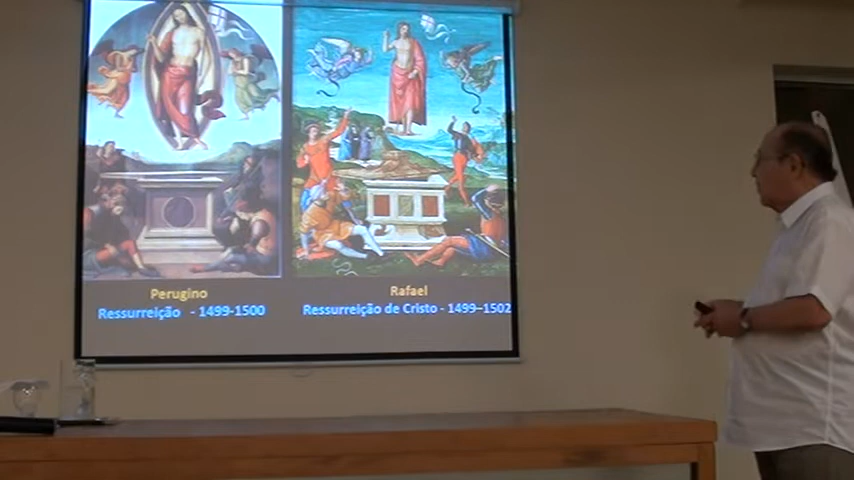 Perugino
Ressurreição - 1499-1500
Rafael
Ressurreição de Cristo - 1499–1502